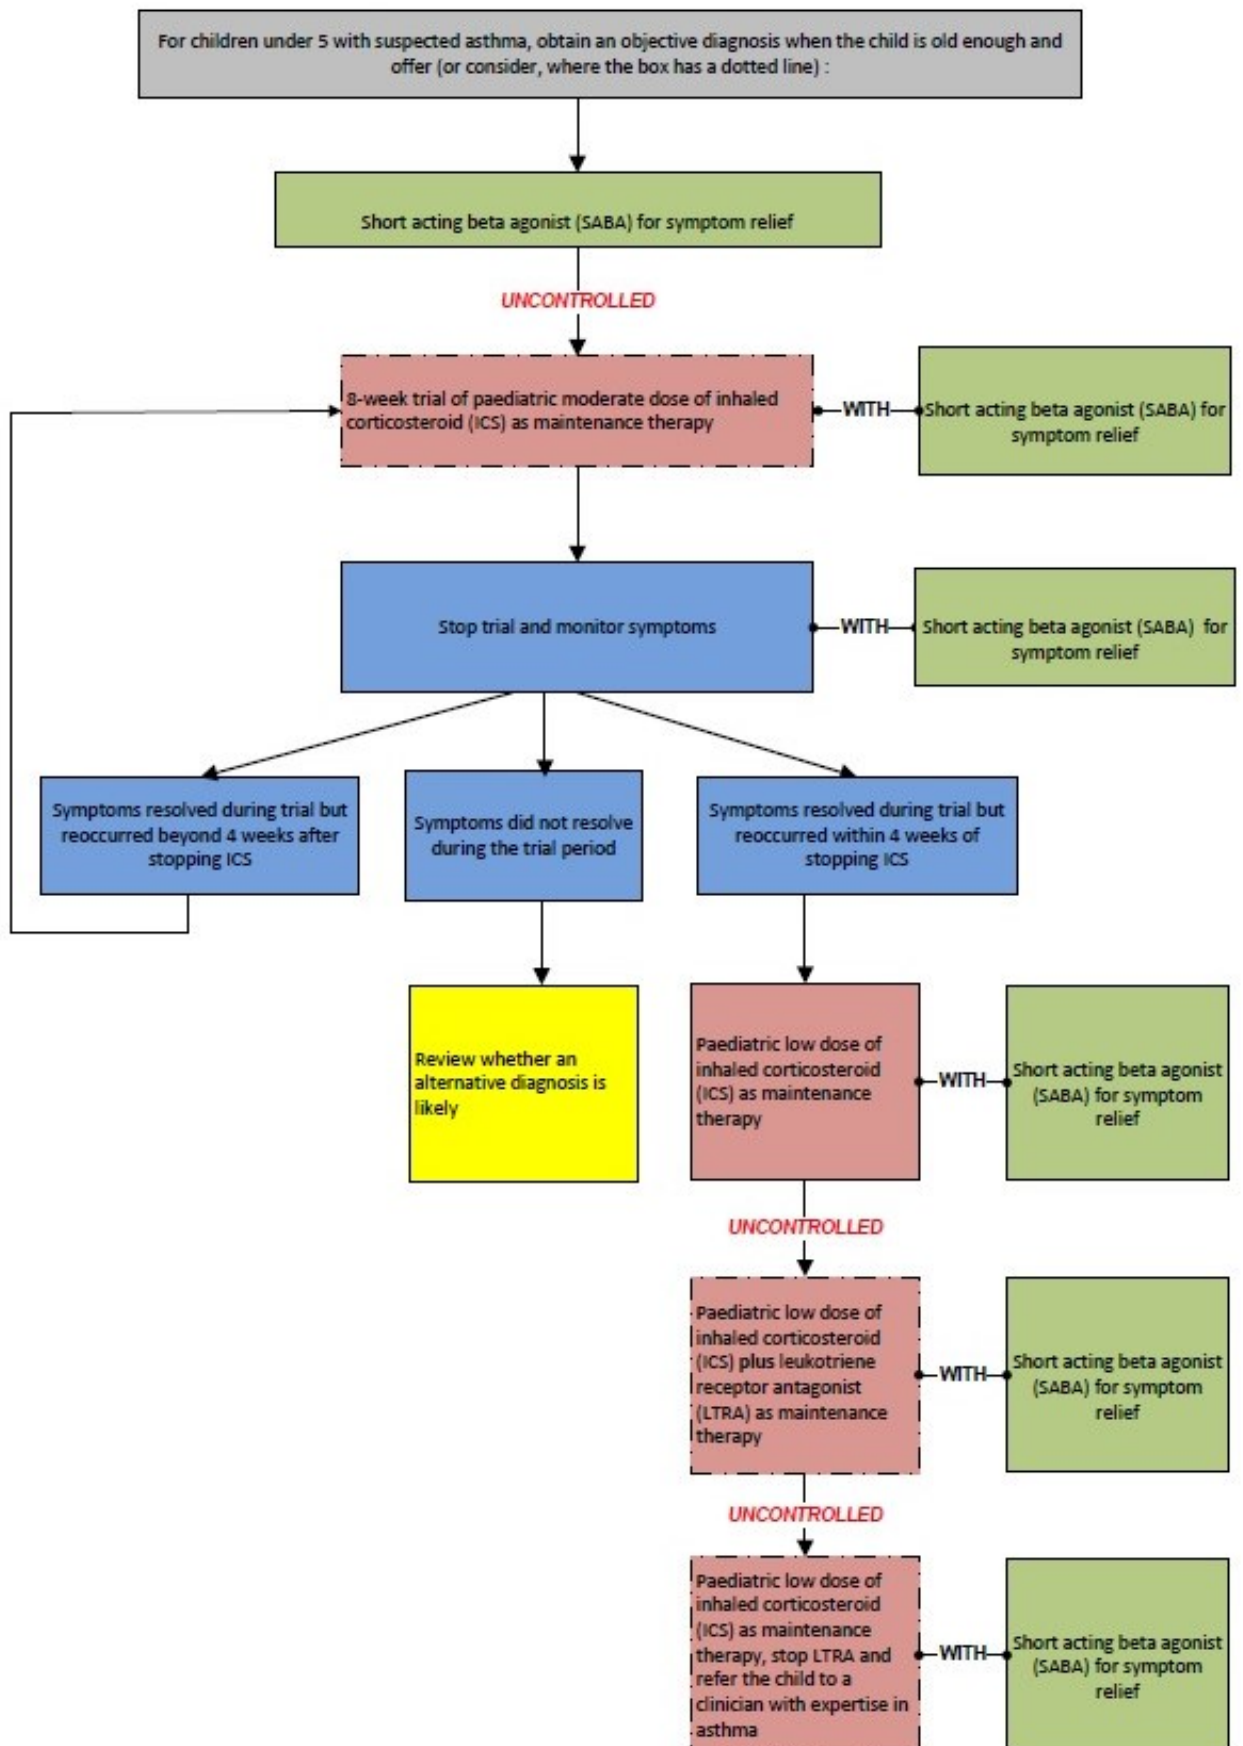 For children under 5 with suspected asthma, obtain an objective diagnosis when the child is old enough and
offer (or consider, where the box has a dotted line) :
Short acting beta agonist (SABA) for symptom relief
UNCONTROLLED
8-week trial of paediatric moderate dose of inhaled
corticosteroid (ICS) as maintenance therapy
WITH
Short acting beta agonist (SABA) for
symptom relief
Stop trial and monitor symptoms
WITH
Short acting beta agonist (SABA) for
symptom relief
Symptoms resolved during trial but
reoccurred beyond 4 weeks after
stopping ICS
Symptoms did not resolve
during the trial period
Symptoms resolved during trial but
reoccurred within 4 weeks of
stopping ICS
Review whether an
alternative diagnosis is
likely
Paediatric low dose of
inhaled corticosteroid
(ICS) as maintenance
therapy
WITH
Short acting beta agonist
(SABA) for symptom
relief
UNCONTROLLED
Paediatric low dose of
inhaled corticosteroid
(ICS) plus leukotriene
receptor antagonist
(LTRA) as maintenance
therapy
WITH
Short acting beta agonist
(SABA) for symptom
relief
UNCONTROLLED
Paediatric low dose of
inhaled corticosteroid
(ICS) as maintenance
therapy, stop LTRA and
refer the child to a
clinician with expertise in
asthma
WITH
Short acting beta agonist
(SABA) for symptom
relief